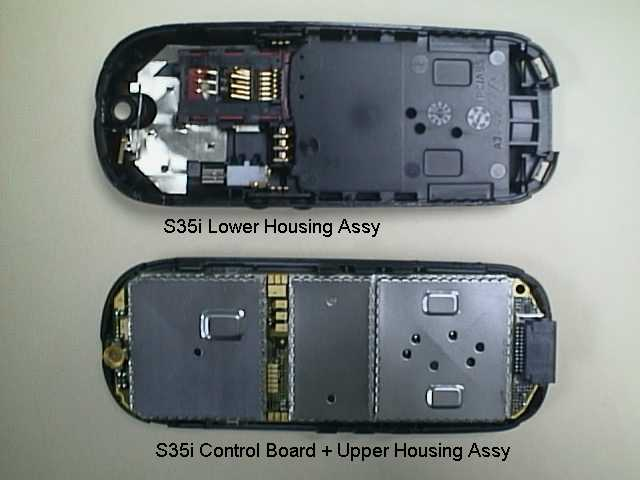 S35i Lower Housing Assy
S35i Control Board + Upper Housing Assy